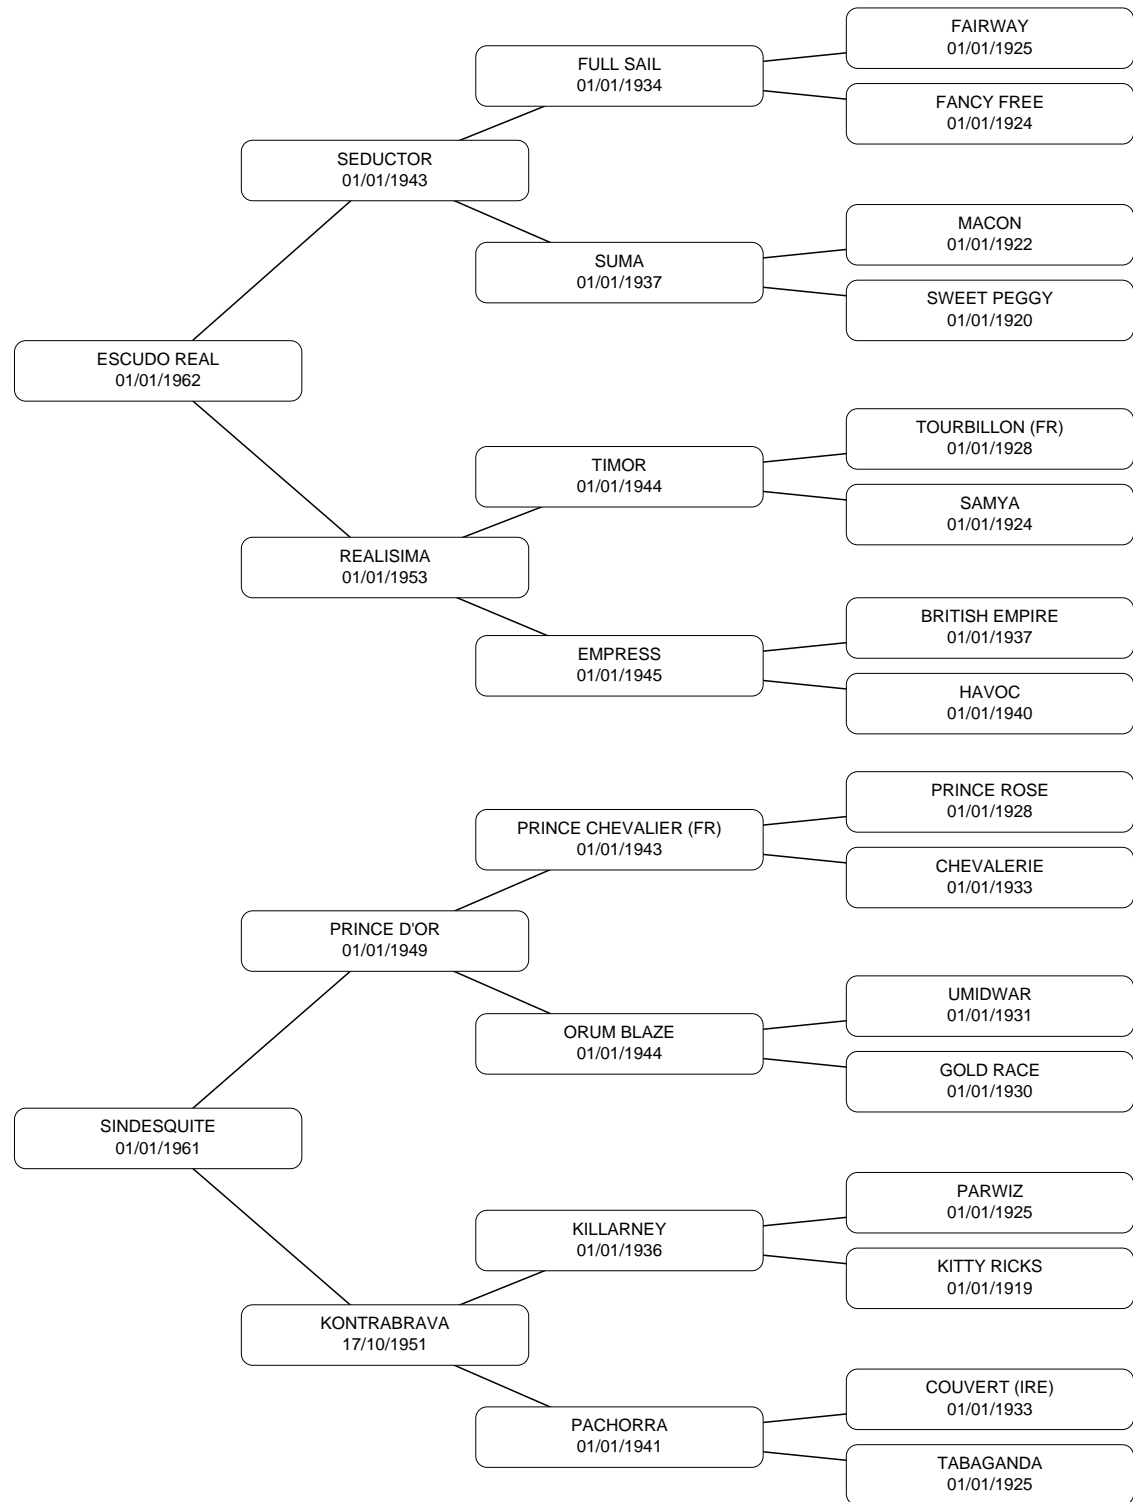 FAIRWAY
01/01/1925
FULL SAIL
01/01/1934
FANCY FREE
01/01/1924
SEDUCTOR
01/01/1943
MACON
01/01/1922
SUMA
01/01/1937
SWEET PEGGY
01/01/1920
ESCUDO REAL
01/01/1962
TOURBILLON (FR)
01/01/1928
TIMOR
01/01/1944
SAMYA
01/01/1924
REALISIMA
01/01/1953
BRITISH EMPIRE
01/01/1937
EMPRESS
01/01/1945
HAVOC
01/01/1940
PRINCE ROSE
01/01/1928
PRINCE CHEVALIER (FR)
01/01/1943
CHEVALERIE
01/01/1933
PRINCE D'OR
01/01/1949
UMIDWAR
01/01/1931
ORUM BLAZE
01/01/1944
GOLD RACE
01/01/1930
SINDESQUITE
01/01/1961
PARWIZ
01/01/1925
KILLARNEY
01/01/1936
KITTY RICKS
01/01/1919
KONTRABRAVA
17/10/1951
COUVERT (IRE)
01/01/1933
PACHORRA
01/01/1941
TABAGANDA
01/01/1925